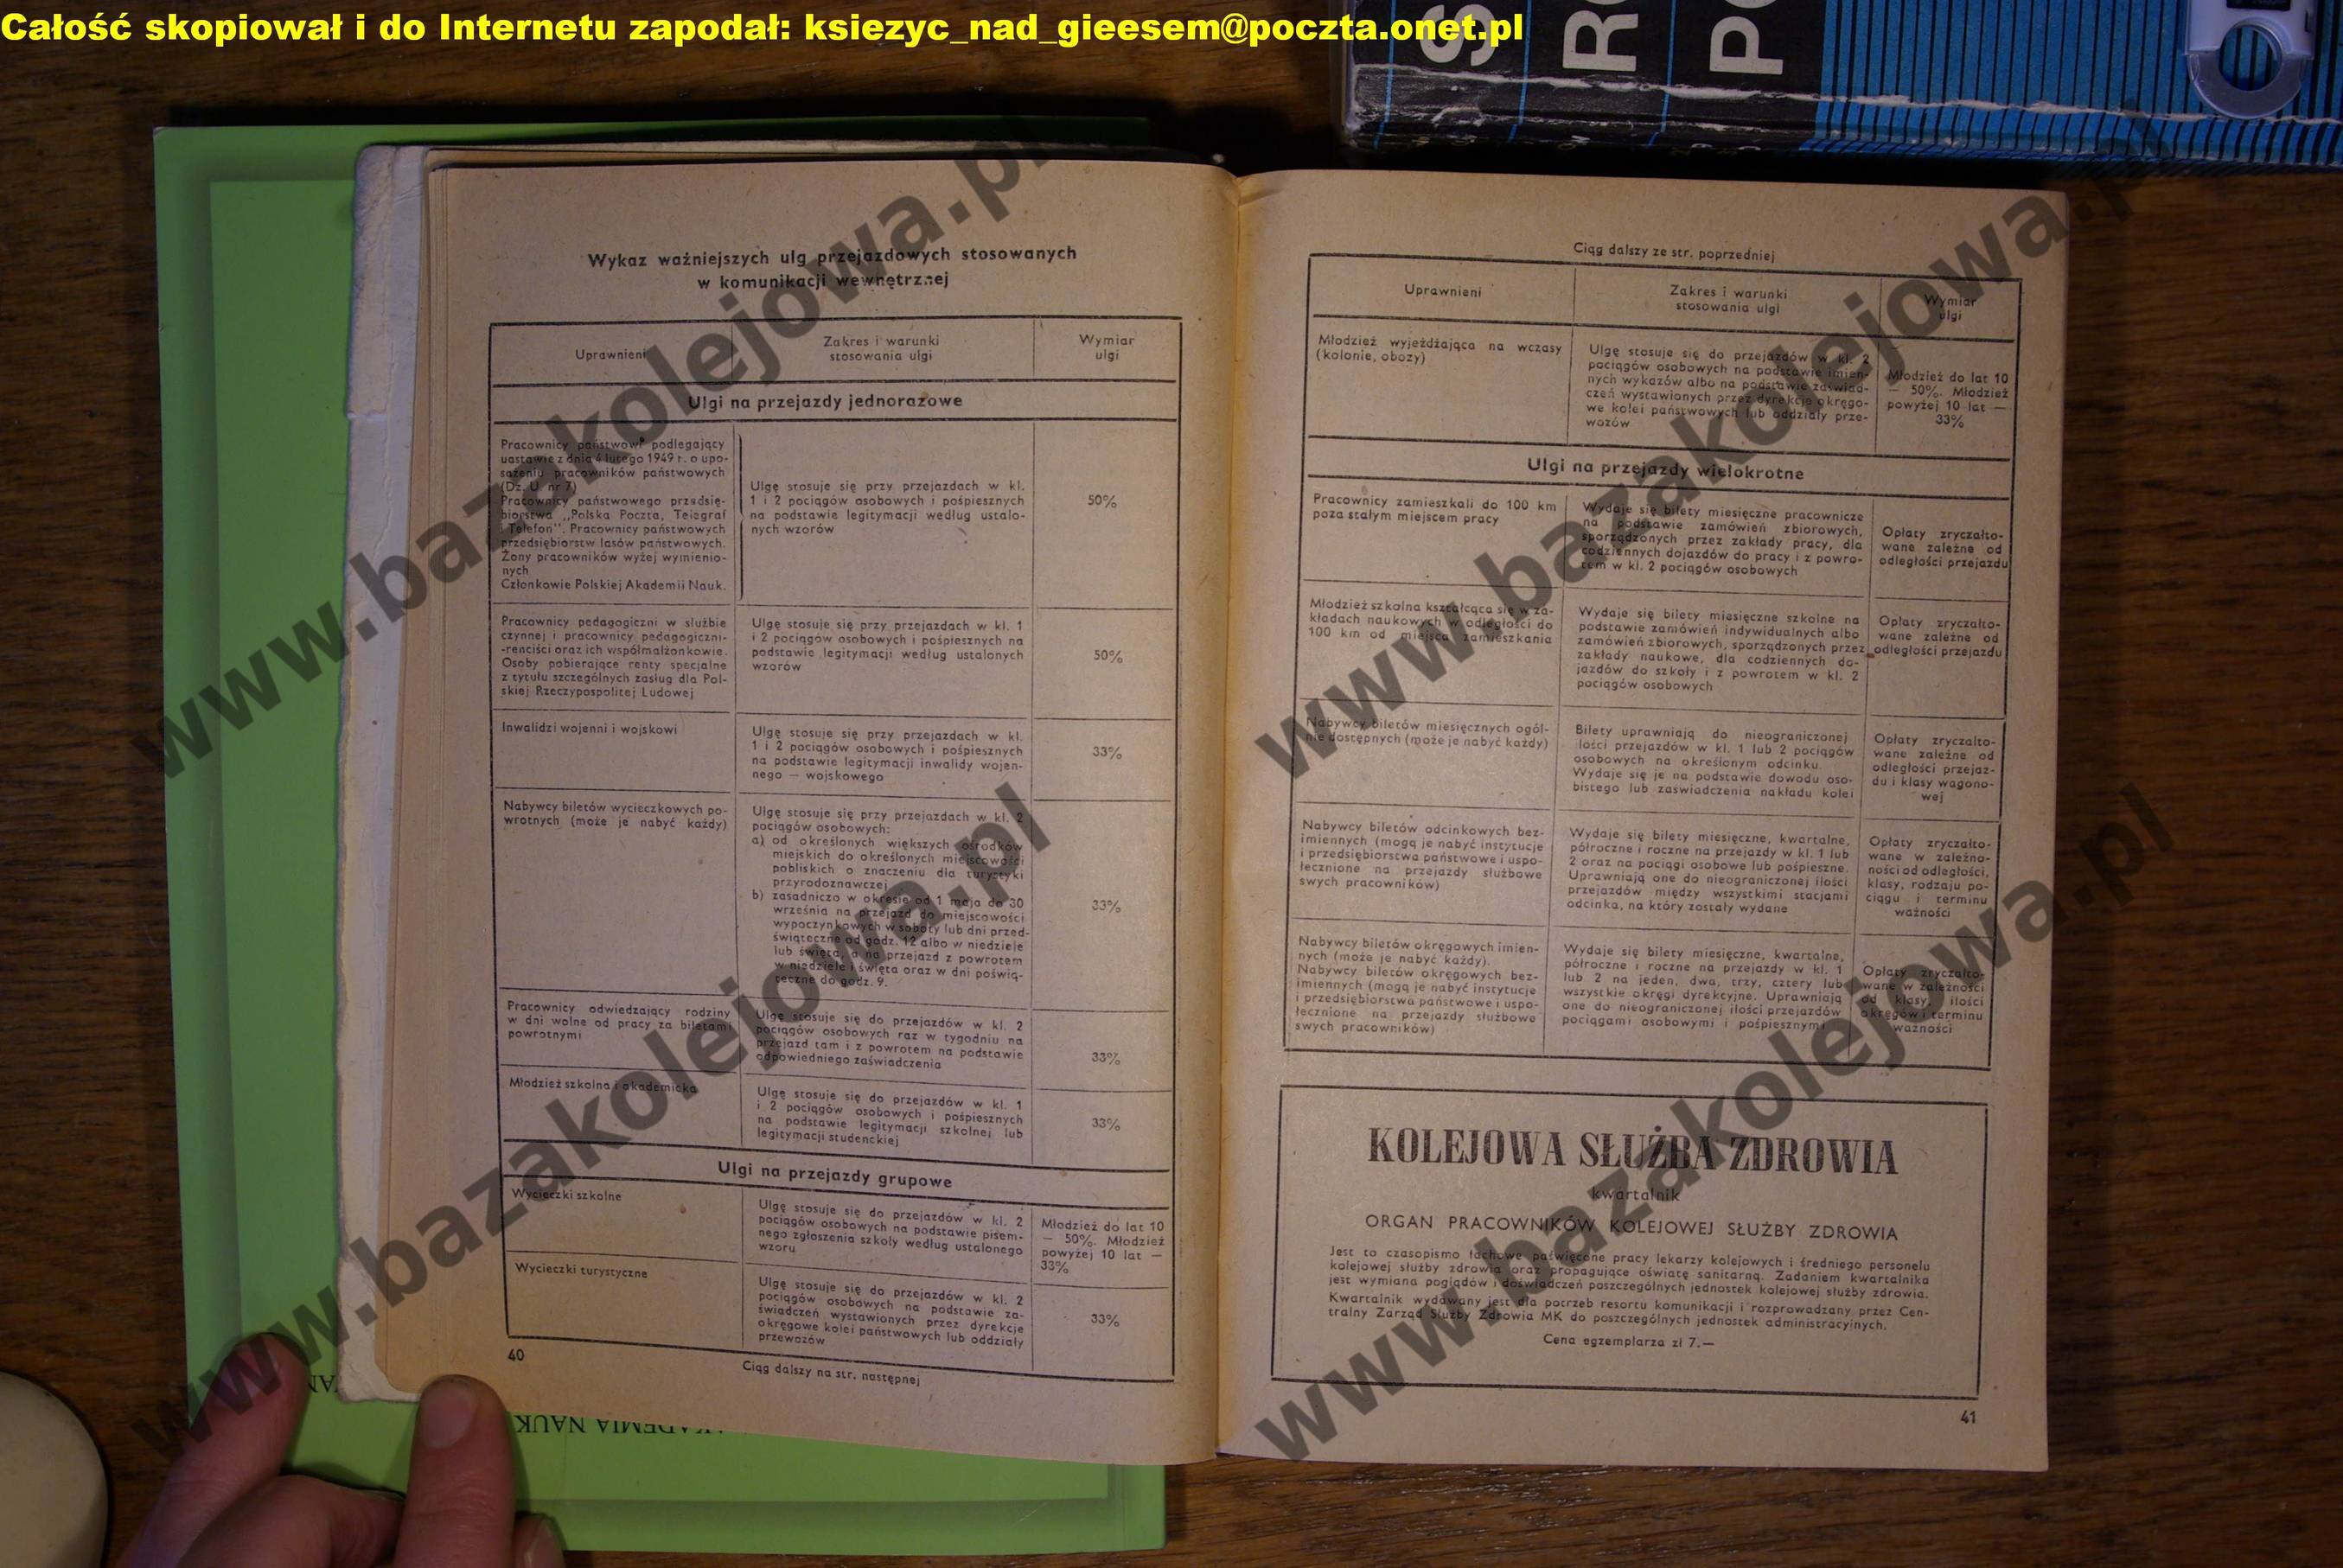 Całość skopiował i do Internetu zapodał: ksiezyc_nad_gieesem@poczta.onet.pl
Wykaz ważniejszych ulg przejazdowych stosowanych
w komunikacji wewnętrznej
Uprawnieni
Zakres i warunki
stosowania ulgi
Wymiar
ulgi
Ulgi na przejazdy jednorazowe
Pracownicy państwowi podlegający
ustawie z dnia 4 lutego 1949 r. o upo-
sażeniu pracowników państwowych
(Dz. U. nr 7)
Pracownicy państwowego przedsię-
biorstwa „Polska Poczta, Telegraf
i Telefon". Pracownicy państwowych
przedsiębiorstw lasów państwowych.
Żony pracowników wyżej wymienio-
nych
Członkowie Polskiej Akademii Nauk.
Ulgę stosuje się przy przejazdach w kl.
1 i 2 pociągów osobowych i pośpiesznych
na podstawie legitymacji według ustalo-
nych wzorów
50%
Pracownicy pedagogiczni w służbie
czynnej i pracownicy pedagogiczni-
-renciści oraz ich współmałżonkowie.
Osoby pobierające renty specjalne
z tytułu szczególnych zasług dla Pol-
skiej Rzeczypospolitej Ludowej
Ulgę stosuje się przy przejazdach w kl. 1
i 2 pociągów osobowych i pośpiesznych na
podstawie legitymacji według ustalonych
wzorów
50%
Inwalidzi wojenni i wojskowi
Ulgę stosuje się przy przejazdach w kl.
1 i 2 pociągów osobowych i pośpiesznych
na podstawie legitymacji inwalidy wojen-
nego — wojskowego
33%
Nabywcy biletów wycieczkowych po-
wrotnych (może je nabyć każdy)
Ulgę stosuje się przy przejazdach w kl. 2
pociągów osobowych:
a) od określonych większych ośrodków
miejskich do określonych miejscowości
pobliskich o znaczeniu dla turystyki
przyrodoznawczej
b) zasadniczo w okresie od 1 maja do 30
września na przejazd do miejscowości
wypoczynkowych w soboty lub dni przed-
świąteczne od godz. 12 albo w niedziele
lub święta, a na przejazd z powrotem
w niedziele i święta oraz w dni poświą-
teczne do godz. 9.
33%
Pracownicy odwiedzający rodziny
w dni wolne od pracy za biletami
powrotnymi
Ulgę stosuje się do przejazdów w kl. 2
pociągów osobowych raz w tygodniu na
przejazd tam i z powrotem na podstawie
odpowiedniego zaświadczenia
33%
Młodzież szkolna i akademicka
Ulgę stosuje się do przejazdów w kl. 1
i 2 pociągów osobowych i pośpiesznych
na podstawie legitymacji szkolnej lub
legitymacji studenckiej
33%
Ulgi na przejazdy grupowe
Wycieczki szkolne
Ulgę stosuje się do przejazdów w kl. 2
pociągów osobowych na podstawie pisem-
nego zgłoszenia szkoły według ustalonego
wzoru
Młodzież do lat 10
— 50%. Młodzież
powyżej 10 lat —
33%
Wycieczki turystyczne
Ulgę stosuje się do przejazdów w kl. 2
pociągów osobowych na podstawie za-
świadczeń wystawionych przez dyrekcje
okręgowe kolei państwowych lub oddziały
przewozów
33%
40
Ciąg dalszy na str. następnej
Ciąg dalszy ze str. poprzedniej
Uprawnieni
Zakres i warunki
stosowania ulgi
Wymiar
ulgi
Młodzież wyjeżdżająca na wczasy
(kolonie, obozy)
Ulgę stosuje się do przejazdów w kl. 2
pociągów osobowych na podstawie imien-
nych wykazów albo na podstawie zaświad-
czeń wystawionych przez dyrekcje okręgo-
we kolei państwowych lub oddziały prze-
wozów
Młodzież do lat 10
— 50%. Młodzież
powyżej 10 lat —
33%
Ulgi na przejazdy wielokrotne
Pracownicy zamieszkali do 100 km
poza stałym miejscem pracy
Wydaje się bilety miesięczne pracownicze
na podstawie zamówień zbiorowych,
sporządzonych przez zakłady pracy, dla
codziennych dojazdów do pracy i z powro-
tem w kl. 2 pociągów osobowych
Opłaty zryczałto-
wane zależne od
odległości przejazdu
Młodzież szkolna kształcąca się w za-
kładach naukowych w odległości do
100 km od miejsca zamieszkania
Wydaje się bilety miesięczne szkolne na
podstawie zamówień indywidualnych albo
zamówień zbiorowych, sporządzonych przez
zakłady naukowe, dla codziennych do-
jazdów do szkoły i z powrotem w kl. 2
pociągów osobowych
Opłaty zryczałto-
wane zależne od
odległości przejazdu
Nabywcy biletów miesięcznych ogól-
nie dostępnych (może je nabyć każdy)
Bilety uprawniają do nieograniczonej
ilości przejazdów w kl. 1 lub 2 pociągów
osobowych na określonym odcinku.
Wydaje się je na podstawie dowodu oso-
bistego lub zaświadczenia nakładu kolei
Opłaty zryczałto-
wane zależne od
odległości przejaz-
du i klasy wagono-
wej
Nabywcy biletów odcinkowych bez-
imiennych (mogą je nabyć instytucje
i przedsiębiorstwa państwowe i uspo-
łecznione na przejazdy służbowe
swych pracowników)
Wydaje się bilety miesięczne, kwartalne,
półroczne i roczne na przejazdy w kl. 1 lub
2 oraz na pociągi osobowe lub pośpieszne.
Uprawniają one do nieograniczonej ilości
przejazdów między wszystkimi stacjami
odcinka, na który zostały wydane
Opłaty zryczałto-
wane w zależno-
ności od odległości,
klasy, rodzaju po-
ciągu i terminu
ważności
Nabywcy biletów okręgowych imien-
nych (może je nabyć każdy).
Nabywcy biletów okręgowych bez-
imiennych (mogą je nabyć instytucje
i przedsiębiorstwa państwowe i uspo-
łecznione na przejazdy służbowe
swych pracowników)
Wydaje się bilety miesięczne, kwartalne,
półroczne i roczne na przejazdy w kl. 1
lub 2 na jeden, dwa, trzy, cztery lub
wszystkie okręgi dyrekcyjne. Uprawniają
one do nieograniczonej ilości przejazdów
pociągami osobowymi i pośpiesznymi
Opłaty zryczałto-
wane w zależności
od klasy, ilości
okręgów i terminu
ważności
KOLEJOWA SŁUŻBA ZDROWIA
kwartalnik
ORGAN PRACOWNIKÓW KOLEJOWEJ SŁUŻBY ZDROWIA
Jest to czasopismo fachowe poświęcone pracy lekarzy kolejowych i średniego personelu
kolejowej służby zdrowia oraz propagujące oświatę sanitarną. Zadaniem kwartalnika
jest wymiana poglądów i doświadczeń poszczególnych jednostek kolejowej służby zdrowia.
Kwartalnik wydawany jest dla potrzeb resortu komunikacji i rozprowadzany przez Cen-
tralny Zarząd Służby Zdrowia MK do poszczególnych jednostek administracyjnych.
Cena egzemplarza zł 7.—
41
www.bazakolejowa.pl
www.bazakolejowa.pl
www.bazakolejowa.pl
www.bazakolejowa.pl